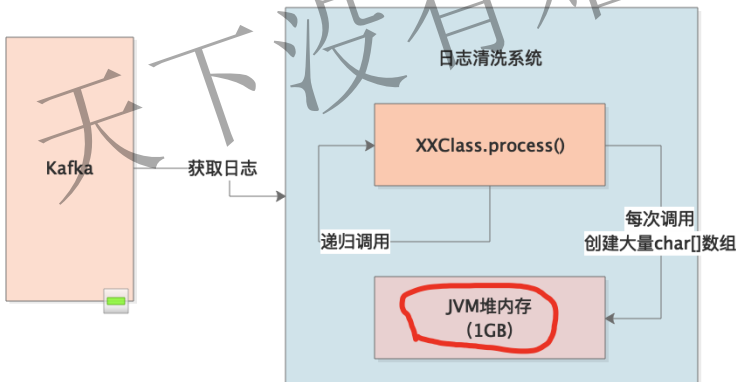 天下没有
日志清洗系统
Kafka
获取日志
XXClass.process()
递归调用
每次调用
创建大量char[]数组
JVM堆内存
（1GB）